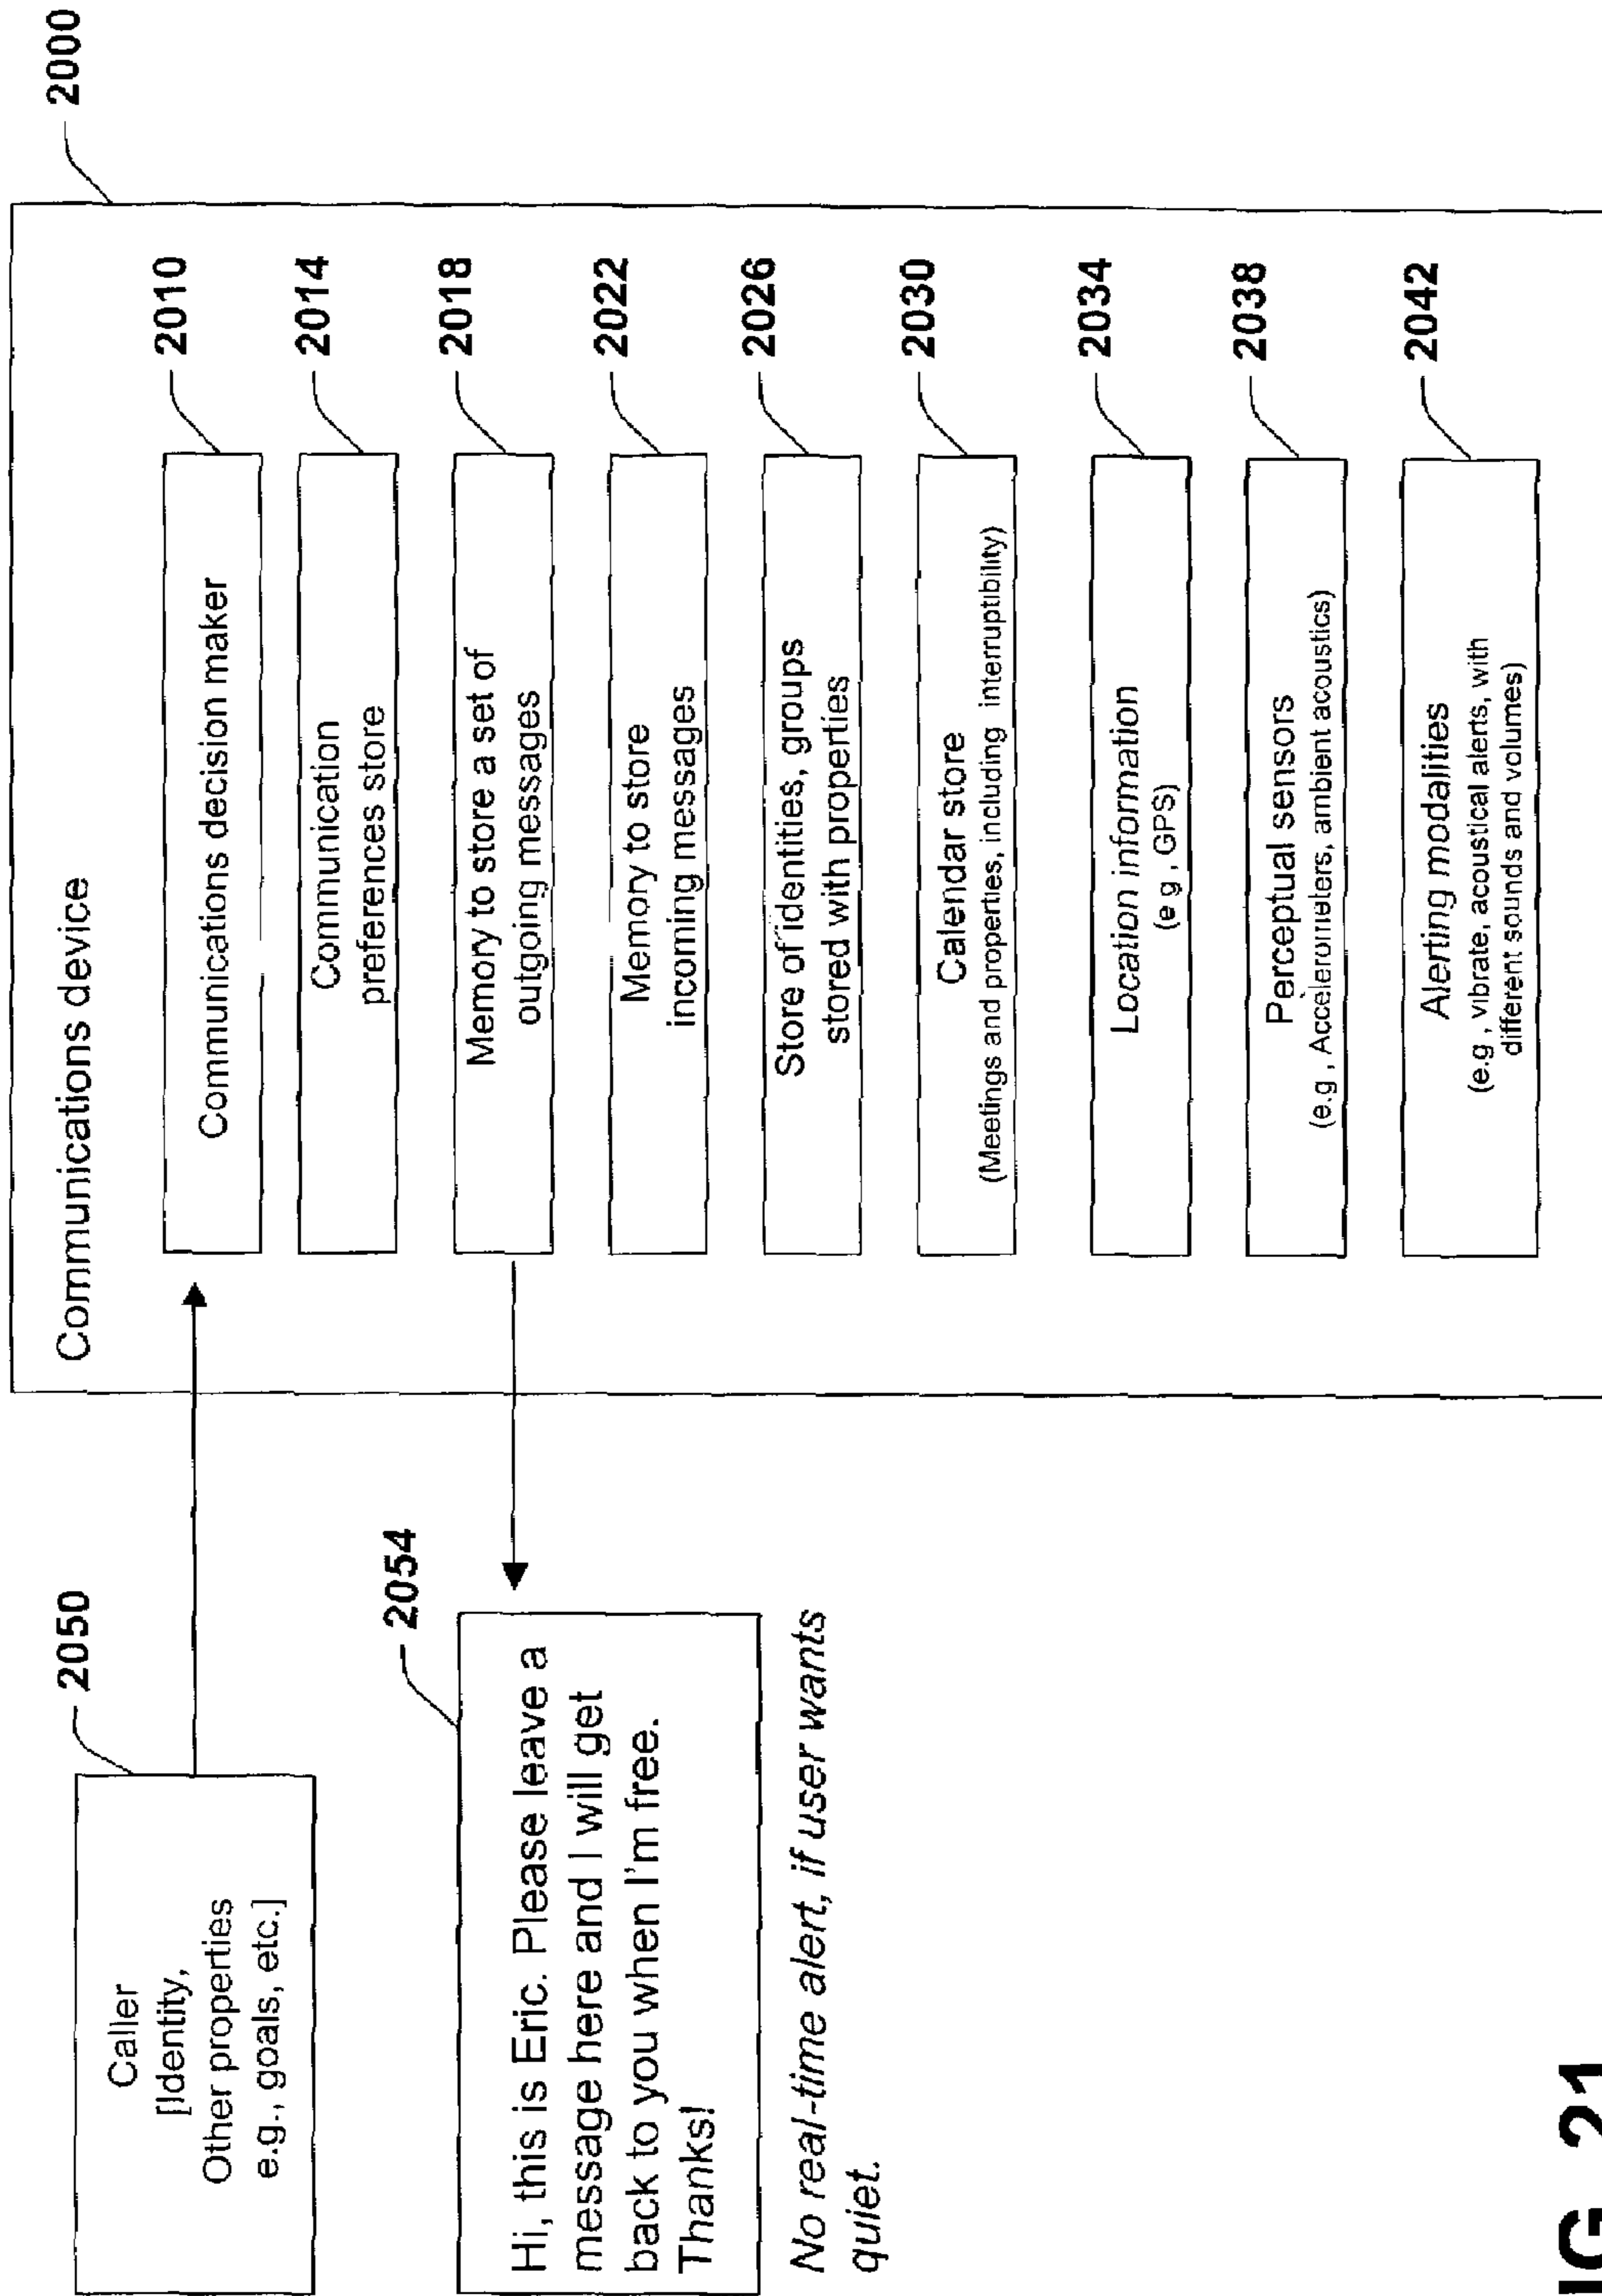 2000
Communications device
2050
Caller
[Identity,
Other properties
e.g., goals, etc.]
Communications decision maker
2010
Communication
preferences store
2014
2054
Hi, this is Eric. Please leave a
message here and I will get
back to you when I'm free.
Thanks!
No real-time alert, if user wants
quiet.
Memory to store a set of
outgoing messages
2018
Memory to store
incoming messages
2022
Store of identities, groups
stored with properties
2026
Calendar store
(Meetings and properties, including interruptibility)
2030
Location information
(e g , GPS)
2034
Perceptual sensors
(e.g , Accelerometers, ambient acoustics)
2038
Alerting modalities
(e.g , vibrate, acoustical alerts, with
different sounds and volumes)
2042
IG. 21